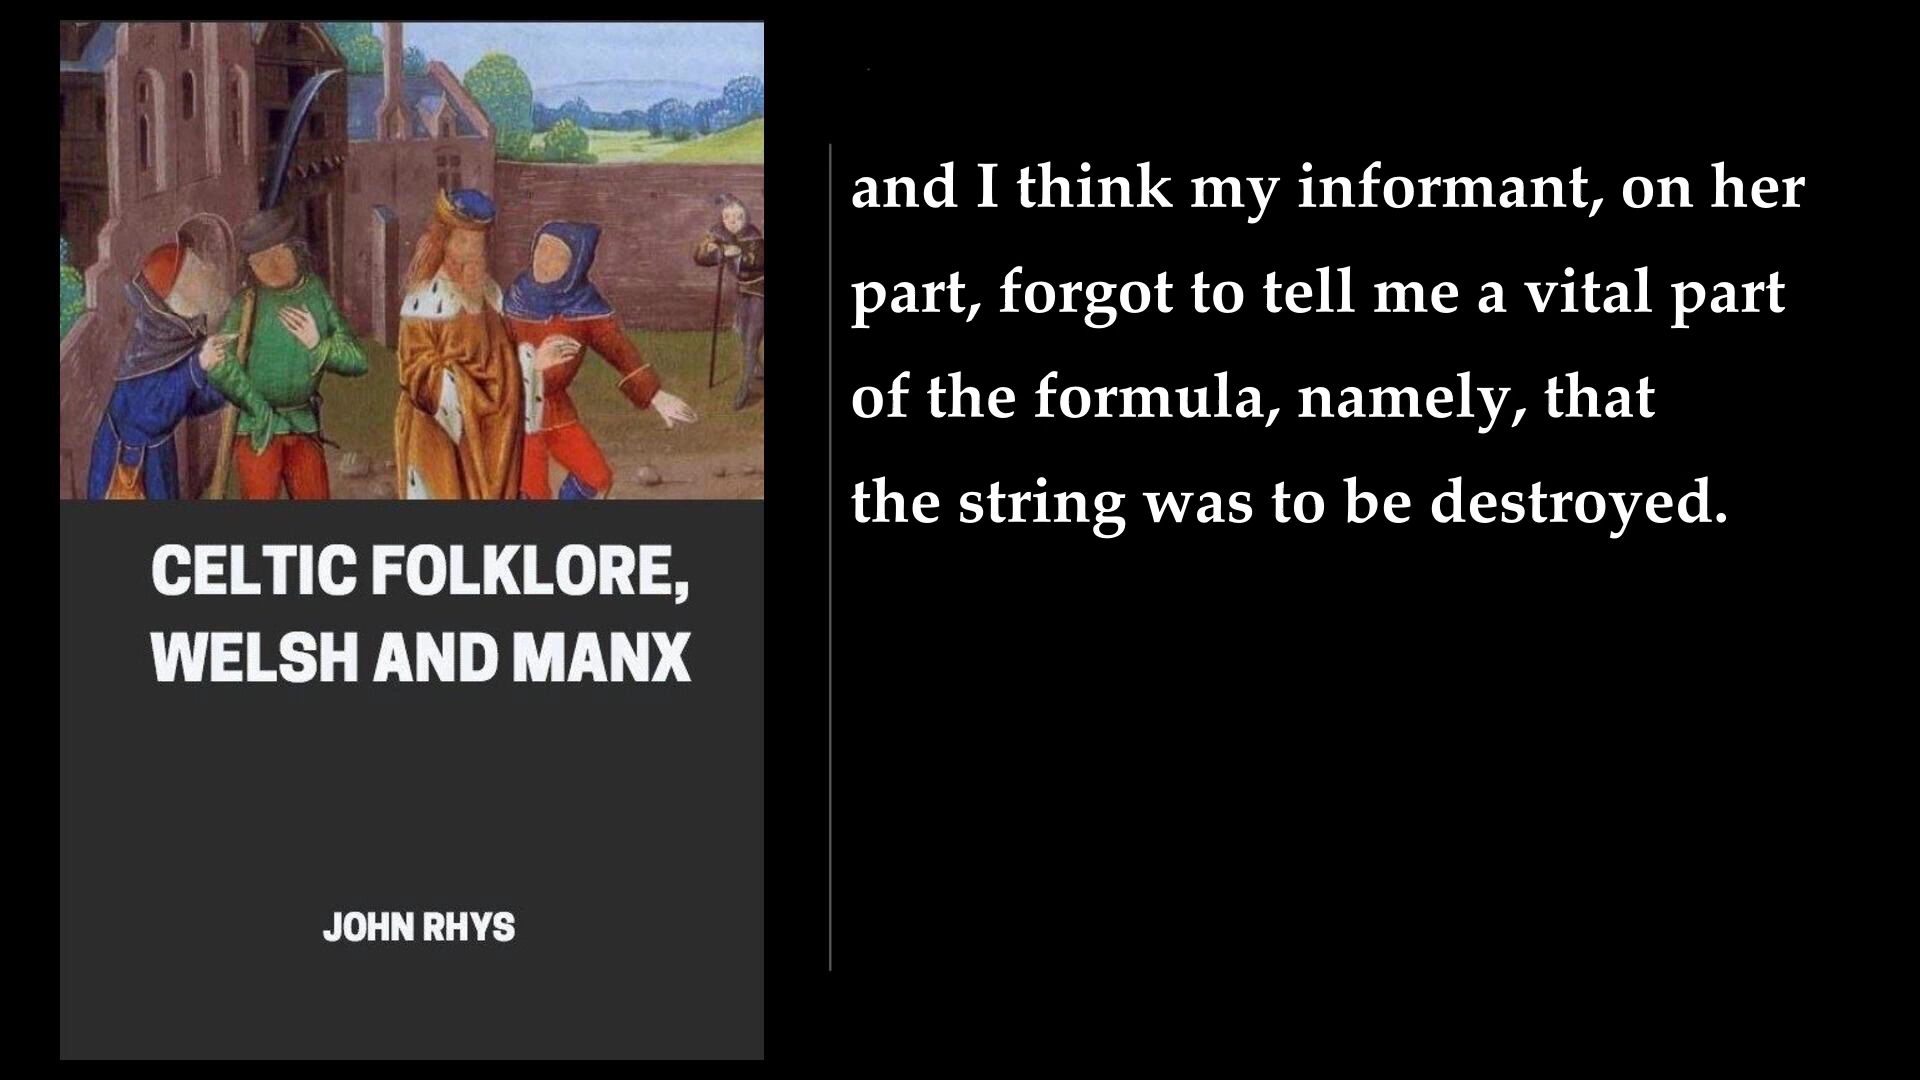 CELTIC FOLKLORE,
WELSH AND MANX
JOHN RHYS
and I think my informant, on her
part, forgot to tell me a vital part
of the formula, namely, that
the string was to be destroyed.